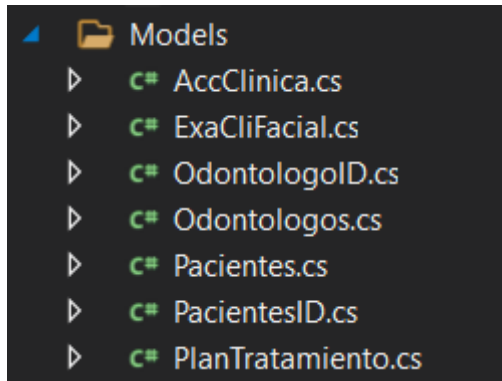 Models
C# AccClinica.cs
C# ExaCliFacial.cs
C# OdontologoID.cs
C# Odontologos.cs
C# Pacientes.cs
C# PacientesID.cs
C# PlanTratamiento.cs